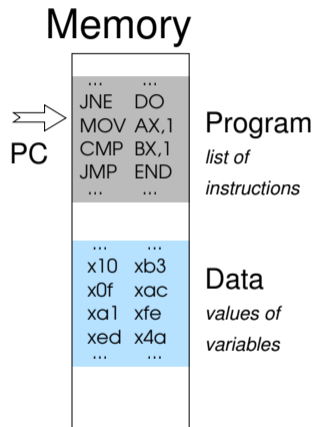 Memory
... ...
JNE DO
MOV AX,1
CMP BX,1
JMP END
... ...
PC
Program
list of
instructions
... ...
x10 xb3
x0f xac
xa1 xfe
xed x4a
... ...
Data
values of
variables